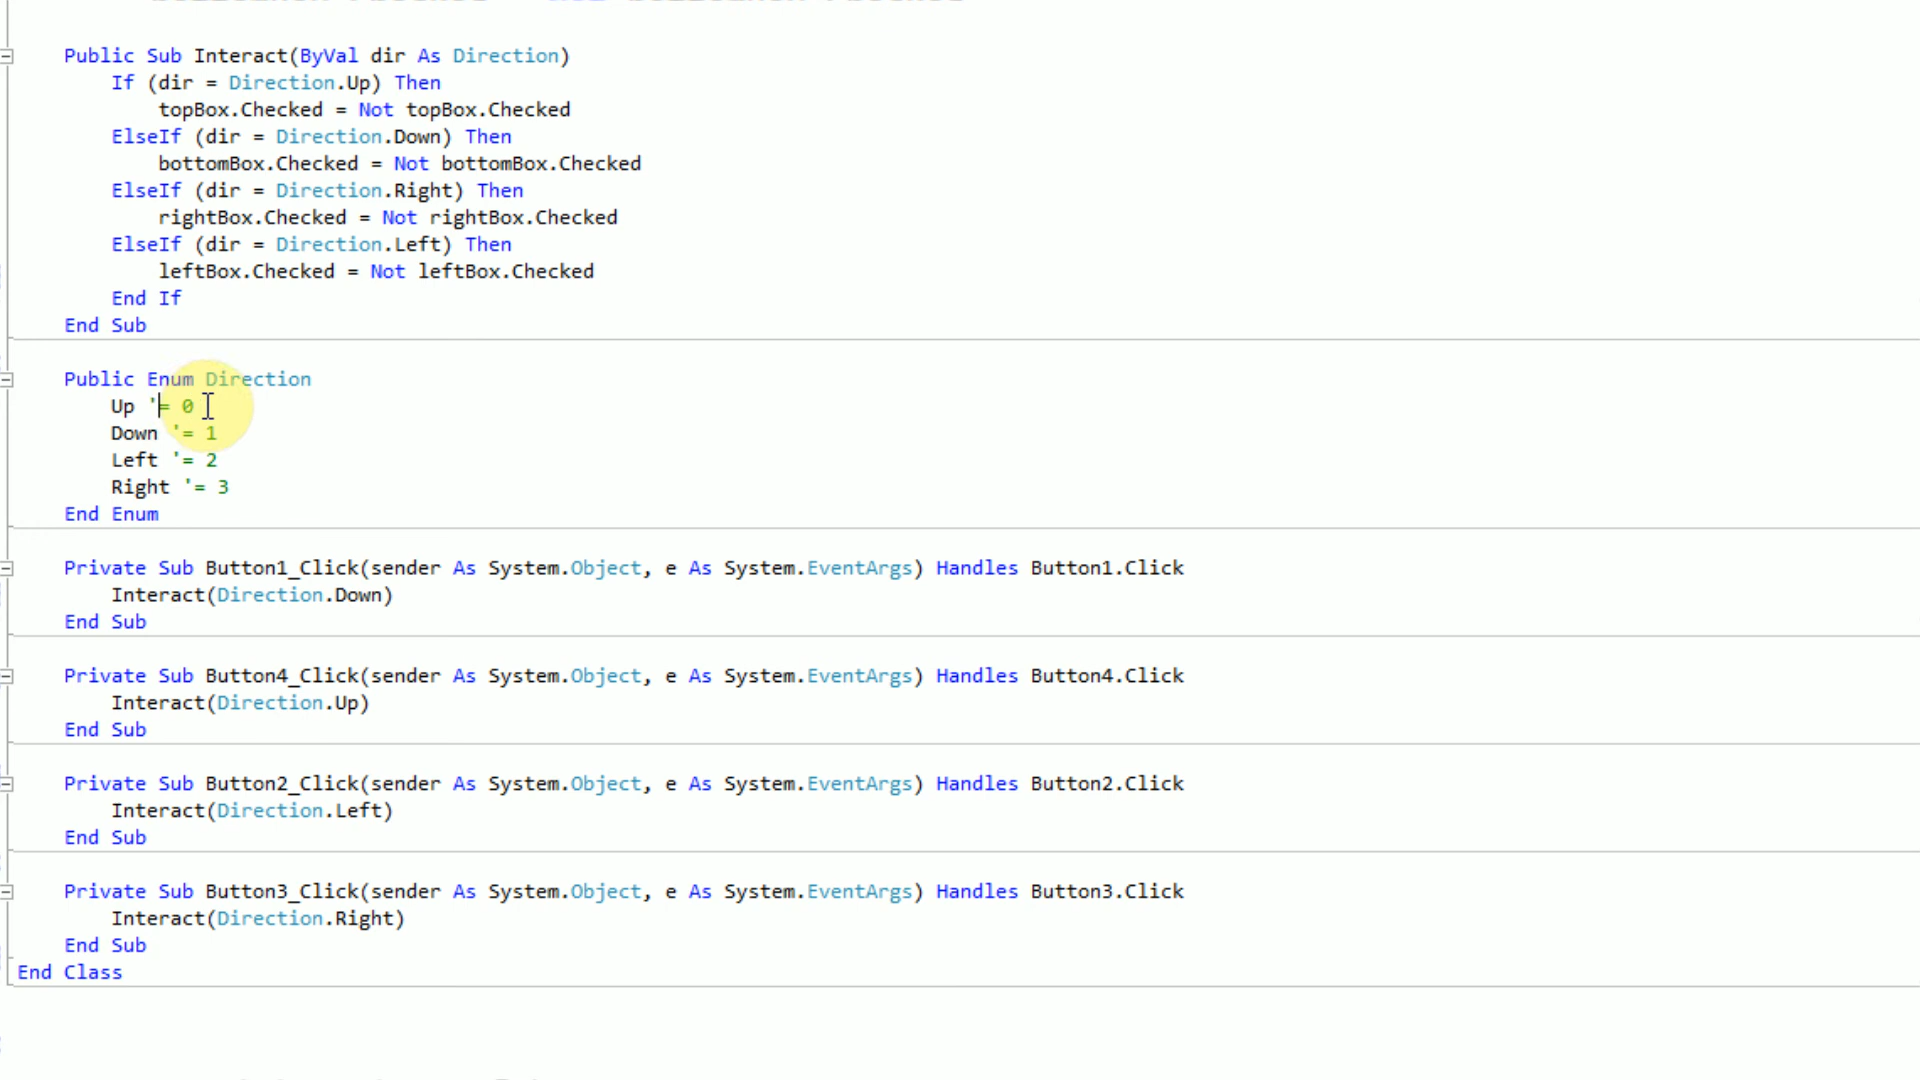 Public Sub Interact(ByVal dir As Direction)
If (dir = Direction.Up) Then
topBox.Checked = Not topBox.Checked
ElseIf (dir = Direction.Down) Then
bottomBox.Checked = Not bottomBox.Checked
ElseIf (dir = Direction.Right) Then
rightBox.Checked = Not rightBox.Checked
ElseIf (dir = Direction.Left) Then
leftBox.Checked = Not leftBox.Checked
End If
End Sub
Public Enum Direction
Up '= 0
Down '= 1
Left '= 2
Right '= 3
End Enum
Private Sub Button1_Click(sender As System.Object, e As System.EventArgs) Handles Button1.Click
Interact(Direction.Down)
End Sub
Private Sub Button4_Click(sender As System.Object, e As System.EventArgs) Handles Button4.Click
Interact(Direction.Up)
End Sub
Private Sub Button2_Click(sender As System.Object, e As System.EventArgs) Handles Button2.Click
Interact(Direction.Left)
End Sub
Private Sub Button3_Click(sender As System.Object, e As System.EventArgs) Handles Button3.Click
Interact(Direction.Right)
End Sub
End Class